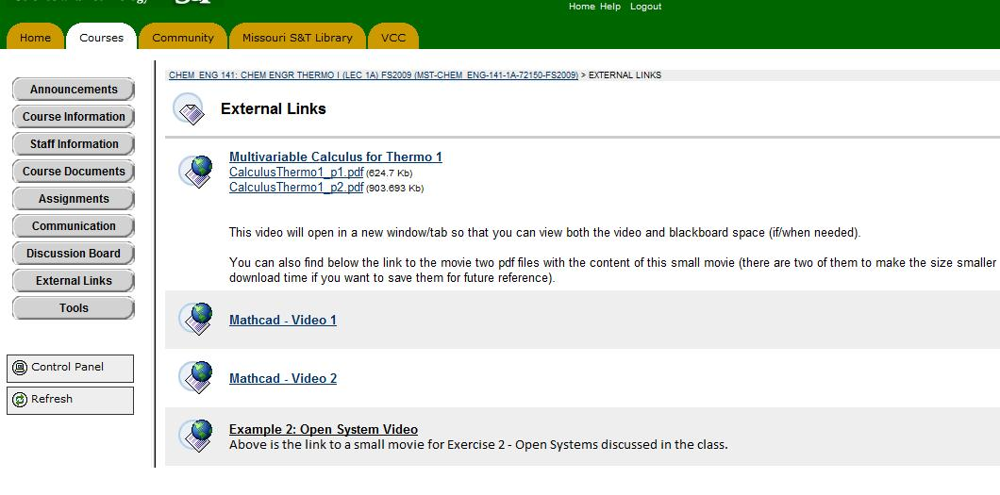 Home Help Logout
Home Courses Community Missouri S&T Library VCC
CHEM_ENG 141: CHEM ENGR THERMO I (LEC 1A) FS2009 (MST-CHEM_ENG-141-1A-72150-FS2009) > EXTERNAL LINKS
Announcements
Course Information
Staff Information
Course Documents
Assignments
Communication
Discussion Board
External Links
Tools
Control Panel
Refresh
External Links
Multivariable Calculus for Thermo 1
CalculusThermo1_p1.pdf (624.7 Kb)
CalculusThermo1_p2.pdf (903.693 Kb)
This video will open in a new window/tab so that you can view both the video and blackboard space (if/when needed).
You can also find below the link to the movie two pdf files with the content of this small movie (there are two of them to make the size smaller
download time if you want to save them for future reference).
Mathcad - Video 1
Mathcad - Video 2
Example 2: Open System Video
Above is the link to a small movie for Exercise 2 - Open Systems discussed in the class.